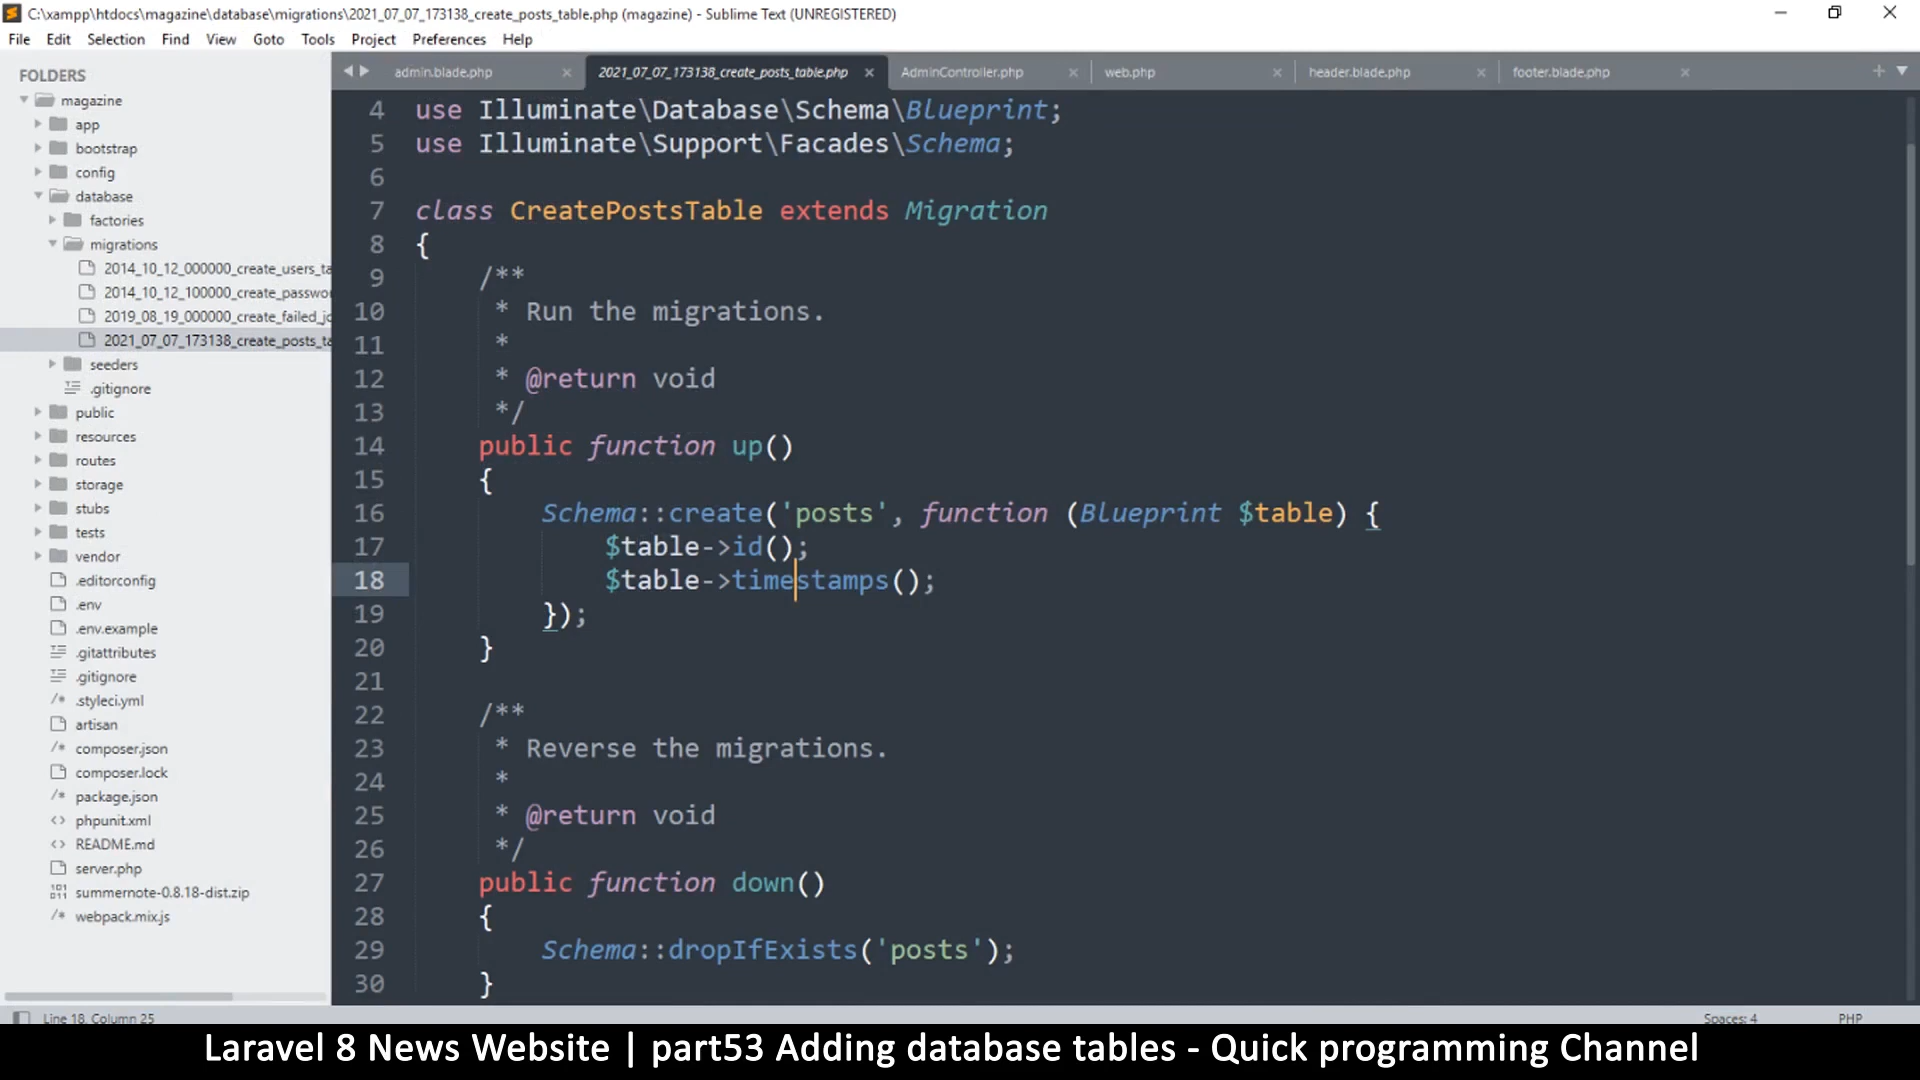 C:\xampp\htdocs\magazine\database\migrations\2021_07_07_173138_create_posts_table.php (magazine) - Sublime Text (UNREGISTERED)
File Edit Selection Find View Goto Tools Project Preferences Help
FOLDERS
magazine
app
bootstrap
config
database
factories
migrations
2014_10_12_000000_create_users_ta
2014_10_12_100000_create_passwo
2019_08_19_000000_create_failed_jo
2021_07_07_173138_create_posts_ta
seeders
.gitignore
public
resources
routes
storage
stubs
tests
vendor
.editorconfig
.env
.env.example
.gitattributes
.gitignore
/* .styleci.yml
artisan
/* composer.json
composer.lock
/* package.json
<> phpunit.xml
<> README.md
server.php
summernote-0.8.18-dist.zip
/* webpack.mix.js
admin.blade.php 2021_07_07_173138_create_posts_table.php AdminController.php web.php header.blade.php footer.blade.php
4 use Illuminate\Database\Schema\Blueprint;
5 use Illuminate\Support\Facades\Schema;
6
7 class CreatePostsTable extends Migration
8 {
9 /**
10 * Run the migrations.
11 *
12 * @return void
13 */
14 public function up()
15 {
16 Schema::create('posts', function (Blueprint $table) {
17 $table->id();
18 $table->timestamps();
19 });
20 }
21
22 /**
23 * Reverse the migrations.
24 *
25 * @return void
26 */
27 public function down()
28 {
29 Schema::dropIfExists('posts');
30 }
Line 18, Column 25 Spaces: 4 PHP
Laravel 8 News Website | part53 Adding database tables - Quick programming Channel